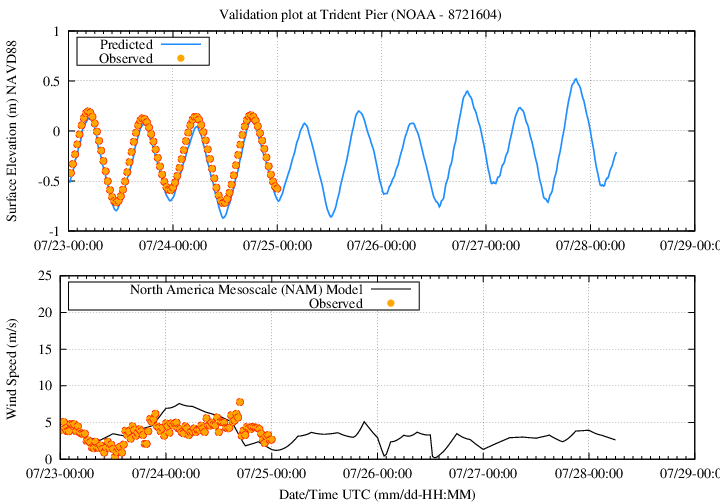 Validation plot at Trident Pier (NOAA - 8721604)
Surface Elevation (m) NAVD88
1
0.5
0
-0.5
-1
Predicted
Observed
07/23-00:00 07/24-00:00 07/25-00:00 07/26-00:00 07/27-00:00 07/28-00:00 07/29-00:00
Wind Speed (m/s)
25
20
15
10
5
0
North America Mesoscale (NAM) Model
Observed
07/23-00:00 07/24-00:00 07/25-00:00 07/26-00:00 07/27-00:00 07/28-00:00 07/29-00:00
Date/Time UTC (mm/dd-HH:MM)